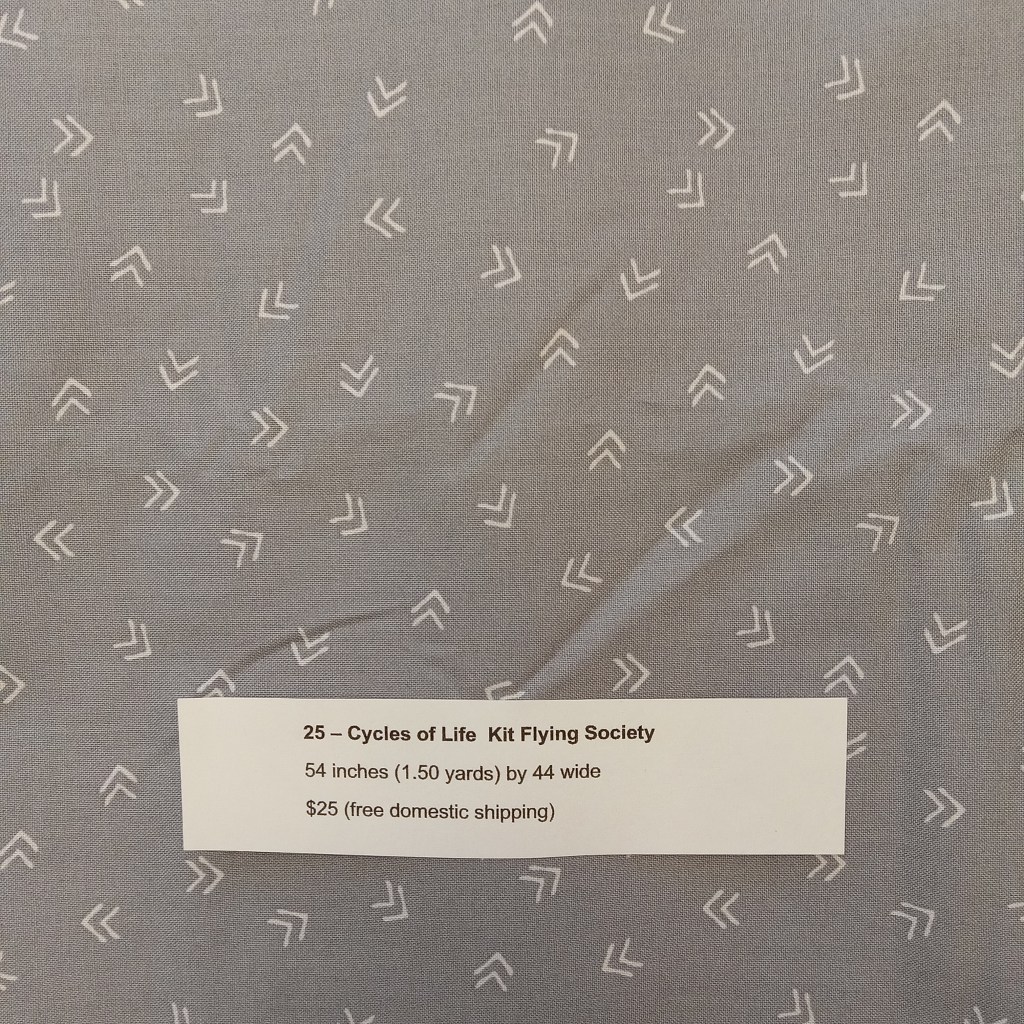 25 – Cycles of Life  Kit Flying Society
54 inches (1.50 yards) by 44 wide
$25 (free domestic shipping)